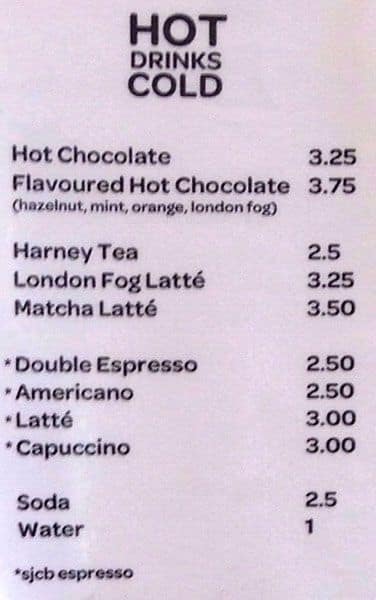 HOT
DRINKS
COLD
Hot Chocolate 3.25
Flavoured Hot Chocolate 3.75
(hazelnut, mint, orange, london fog)
Harney Tea 2.5
London Fog Latté 3.25
Matcha Latté 3.50
*Double Espresso 2.50
*Americano 2.50
*Latté 3.00
*Capuccino 3.00
Soda 2.5
Water 1
*sjcb espresso